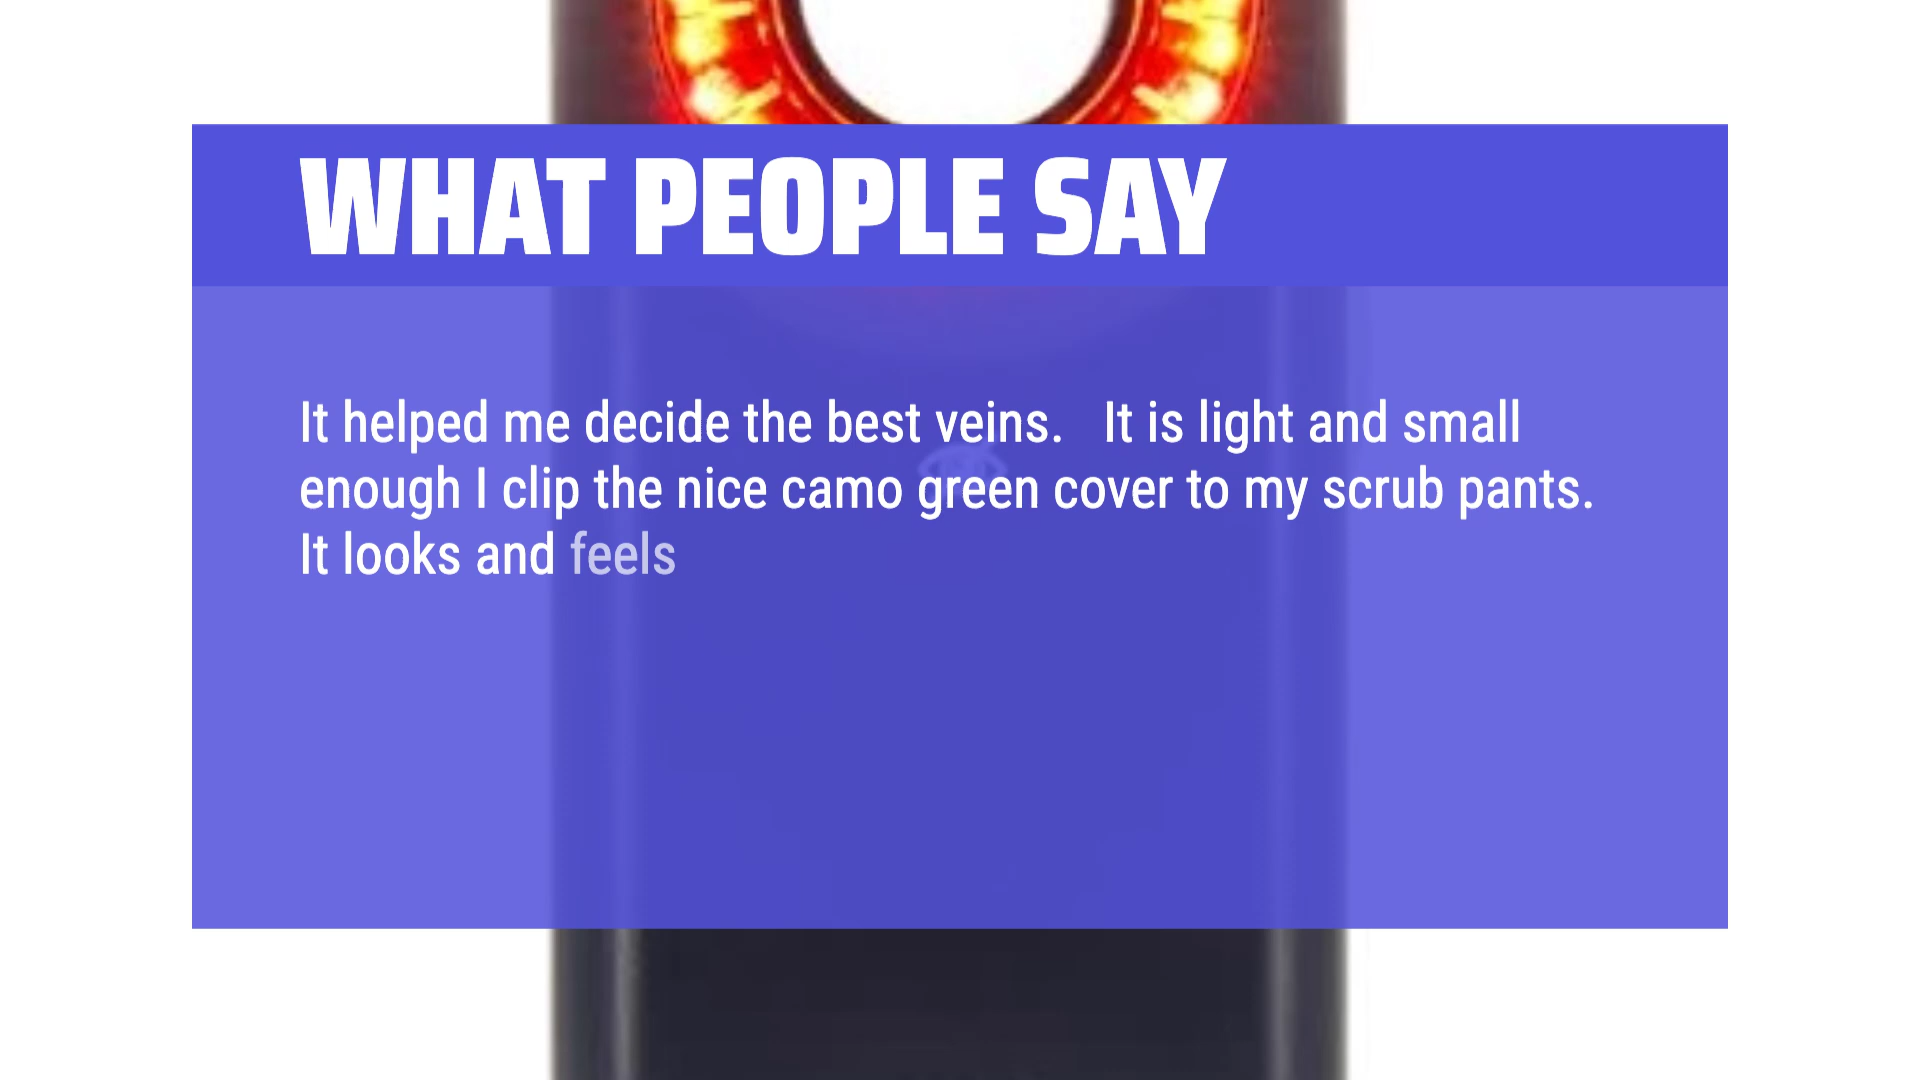 WHAT PEOPLE SAY
It helped me decide the best veins.   It is light and small
enough I clip the nice camo green cover to my scrub pants.
It looks and feels